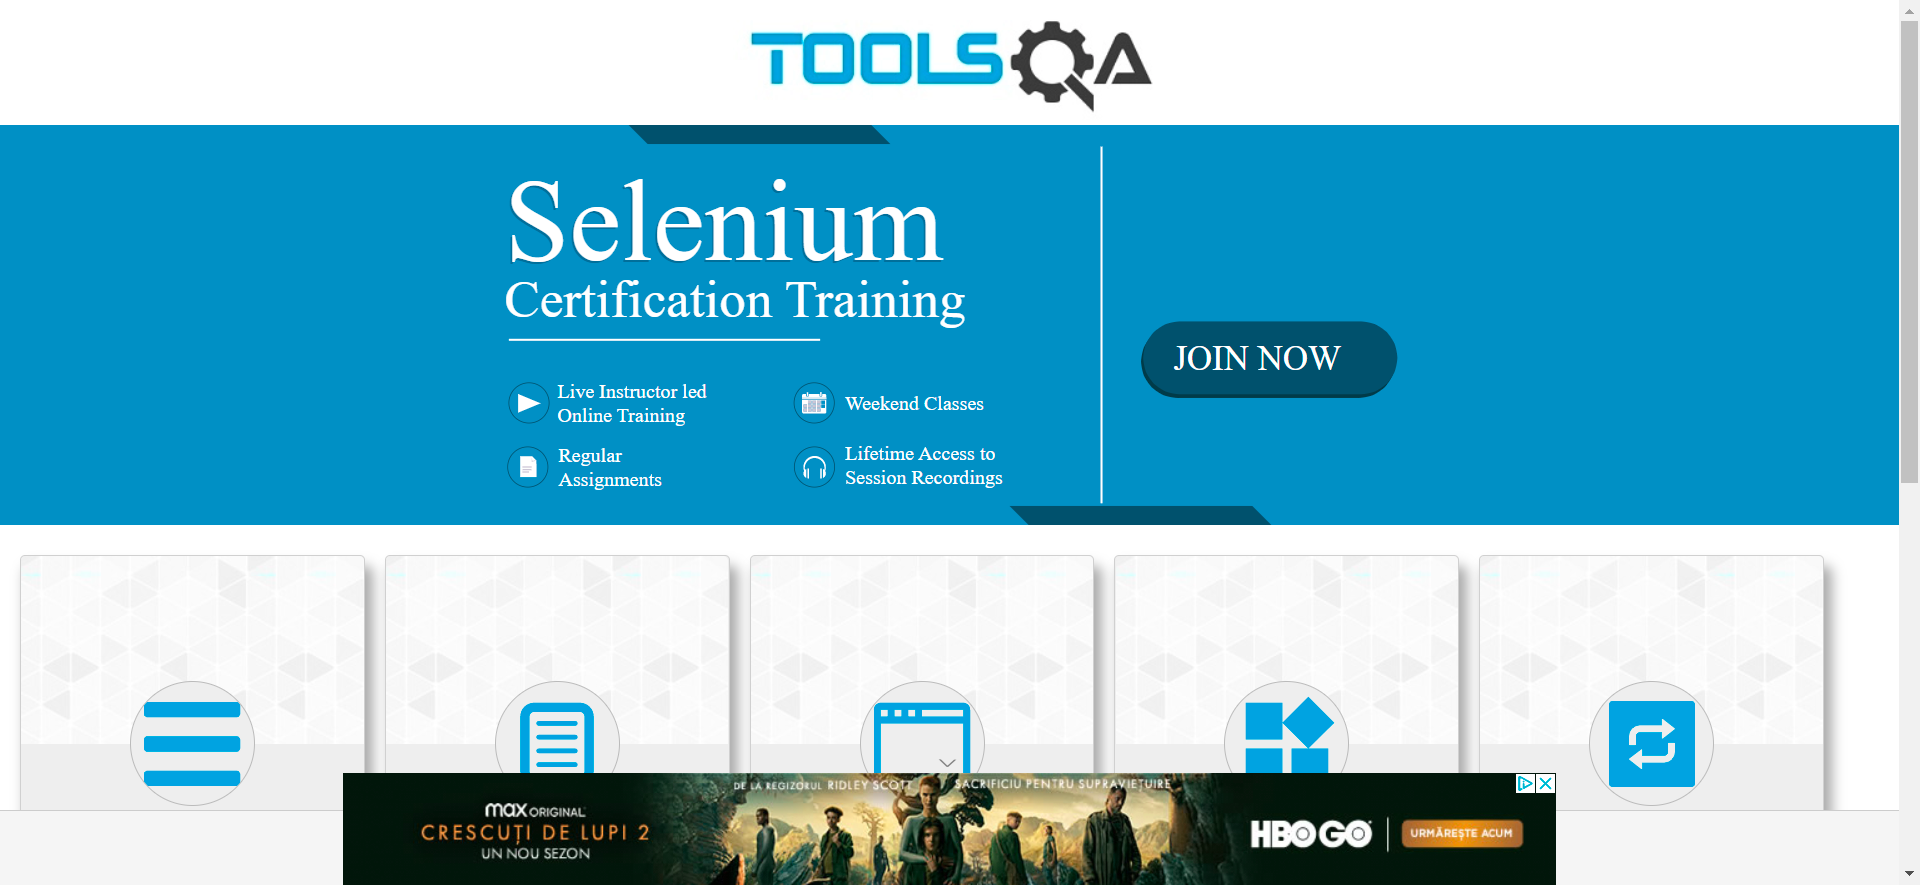 TOOLSQA
Selenium
Certification Training
JOIN NOW
Live Instructor led
Online Training
Weekend Classes
Regular
Assignments
Lifetime Access to
Session Recordings
DE LA REGIZORUL RIDLEY SCOTT
SACRIFICIU PENTRU SUPRAVIEȚUIRE
max ORIGINAL
CRESCUȚI DE LUPI 2
UN NOU SEZON
HBO GO
URMĂREȘTE ACUM